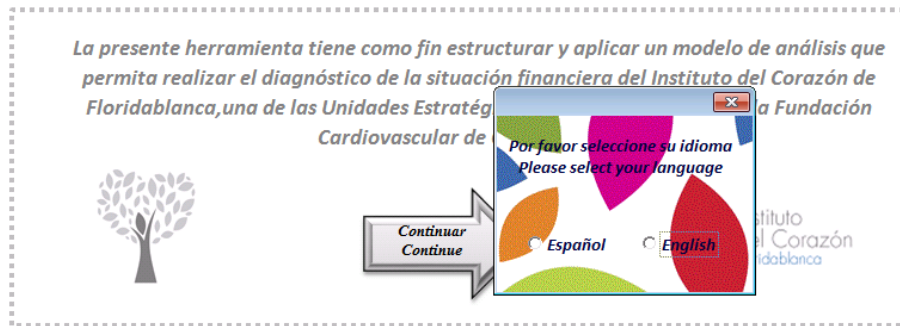 La presente herramienta tiene como fin estructurar y aplicar un modelo de análisis que
permita realizar el diagnóstico de la situación financiera del Instituto del Corazón de
Floridablanca,una de las Unidades la Fundación
Cardiovascular de
Por favor seleccione su idioma
Please select your language
Continuar
Continue
Español
English
Corazón